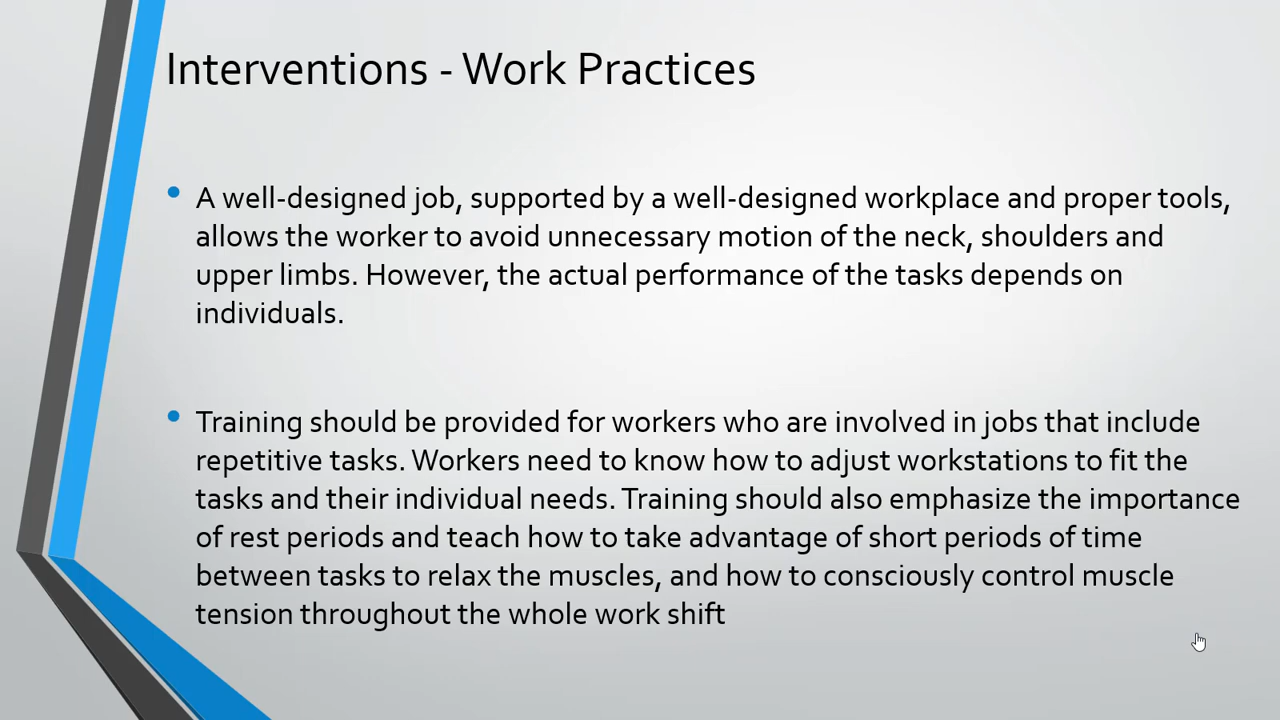 Interventions - Work Practices
• A well-designed job, supported by a well-designed workplace and proper tools,
allows the worker to avoid unnecessary motion of the neck, shoulders and
upper limbs. However, the actual performance of the tasks depends on
individuals.
• Training should be provided for workers who are involved in jobs that include
repetitive tasks. Workers need to know how to adjust workstations to fit the
tasks and their individual needs. Training should also emphasize the importance
of rest periods and teach how to take advantage of short periods of time
between tasks to relax the muscles, and how to consciously control muscle
tension throughout the whole work shift